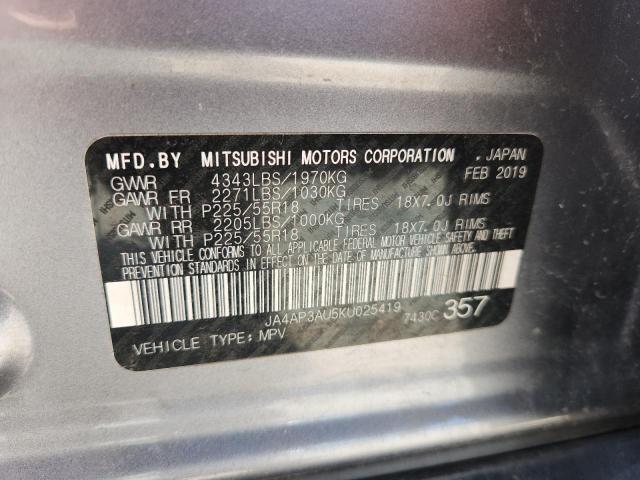 MFD.BY MITSUBISHI MOTORS CORPORATION . JAPAN
FEB 2019
GWR 4343LBS/1970KG
GAWR FR 2271LBS/1030KG
WITH P225/55R18 TIRES 18X7.0J RIMS
GAWR RR 2205LBS/1000KG
WITH P225/55R18 TIRES 18X7.0J RIMS
THIS VEHICLE CONFORMS TO ALL APPLICABLE FEDERAL MOTOR VEHICLE SAFETY AND THEFT
PREVENTION STANDARDS IN EFFECT ON THE DATE OF MANUFACTURE SHOWN ABOVE.
JA4AP3AU5KU025419 7430C 357
VEHICLE TYPE:MPV